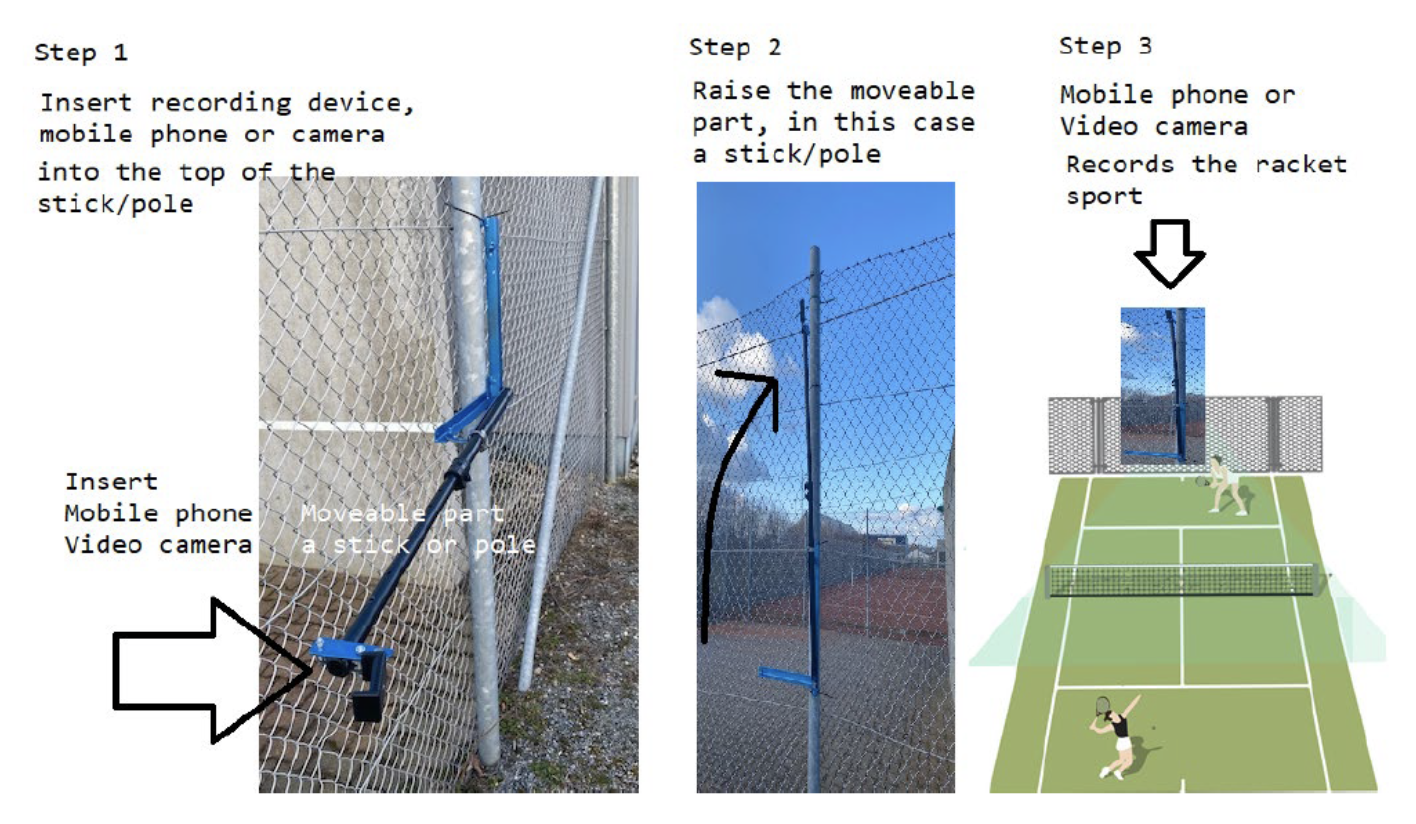 Step 1
Insert recording device,
mobile phone or camera
into the top of the
stick/pole
Insert
Mobile phone
Video camera
Moveable part
a stick or pole
Step 2
Raise the moveable
part, in this case
a stick/pole
Step 3
Mobile phone or
Video camera
Records the racket
sport